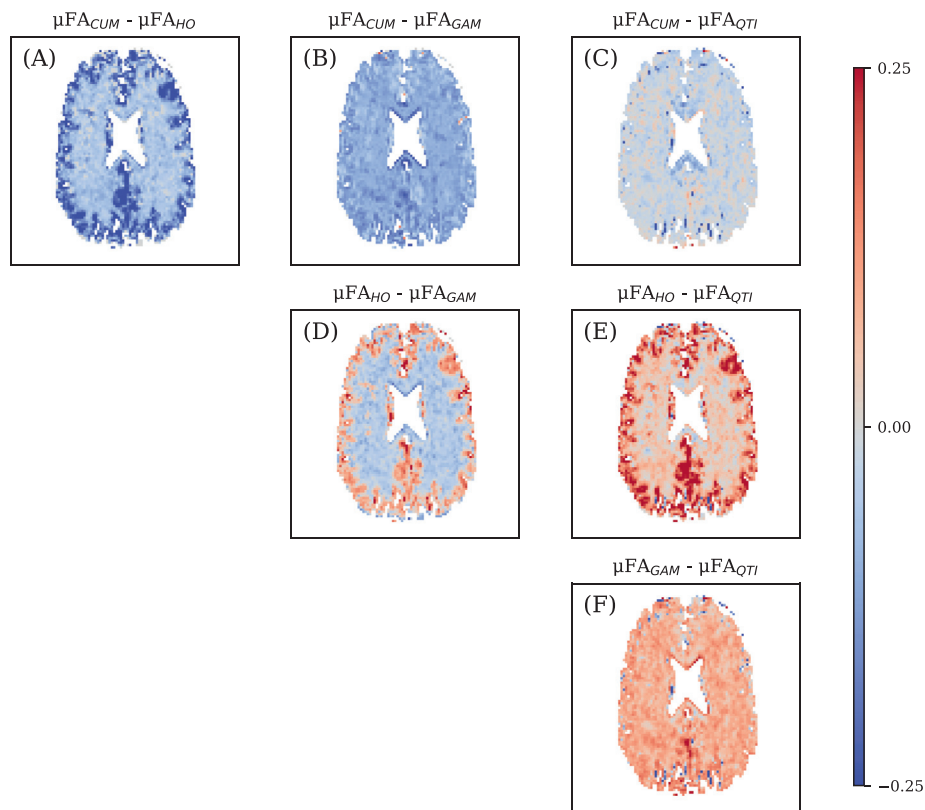 μFA_CUM - μFA_HO
μFA_CUM - μFA_GAM
μFA_CUM - μFA_QTI
(A)
(B)
(C)
0.25
μFA_HO - μFA_GAM
μFA_HO - μFA_QTI
(D)
(E)
0.00
μFA_GAM - μFA_QTI
(F)
−0.25